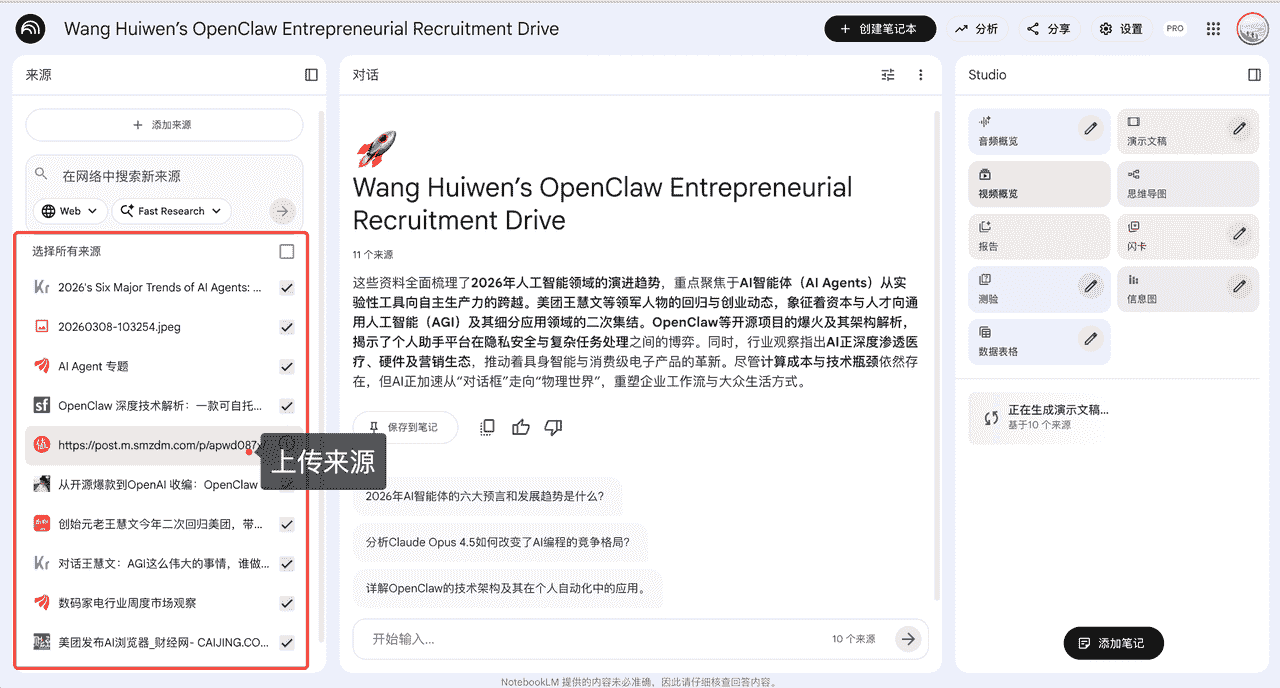 Wang Huiwen’s OpenClaw Entrepreneurial Recruitment Drive
+ 创建笔记本
分析
分享
设置
PRO
来源
+ 添加来源
在网络中搜索新来源
Web
Fast Research
选择所有来源
Kr 2026's Six Major Trends of AI Agents: ...
20260308-103254.jpeg
AI Agent 专题
sf OpenClaw 深度技术解析：一款可自托...
https://post.m.smzdm.com/p/apwd087
上传来源
从开源爆款到OpenAI 收编：OpenClaw
创始元老王慧文今年二次回归美团，带...
Kr 对话王慧文：AGI这么伟大的事情，谁做...
数码家电行业周度市场观察
美团发布AI浏览器_财经网- CAIJING.CO...
对话
Wang Huiwen’s OpenClaw Entrepreneurial
Recruitment Drive
11 个来源
这些资料全面梳理了2026年人工智能领域的演进趋势，重点聚焦于AI智能体（AI Agents）从实
验性工具向自主生产力的跨越。美团王慧文等领军人物的回归与创业动态，象征着资本与人才向通
用人工智能（AGI）及其细分应用领域的二次集结。OpenClaw等开源项目的爆火及其架构解析，
揭示了个人助手平台在隐私安全与复杂任务处理之间的博弈。同时，行业观察指出AI正深度渗透医
疗、硬件及营销生态，推动着具身智能与消费级电子产品的革新。尽管计算成本与技术瓶颈依然存
在，但AI正加速从“对话框”走向“物理世界”，重塑企业工作流与大众生活方式。
保存到笔记
2026年AI智能体的六大预言和发展趋势是什么？
分析Claude Opus 4.5如何改变了AI编程的竞争格局？
详解OpenClaw的技术架构及其在个人自动化中的应用。
开始输入...
10 个来源
NotebookLM 提供的内容未必准确，因此请仔细核查回答内容。
Studio
音频概览
演示文稿
视频概览
思维导图
报告
闪卡
测验
信息图
数据表格
正在生成演示文稿...
基于10 个来源
添加笔记